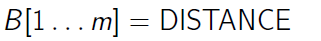 B[1 . . . m] = DISTANCE